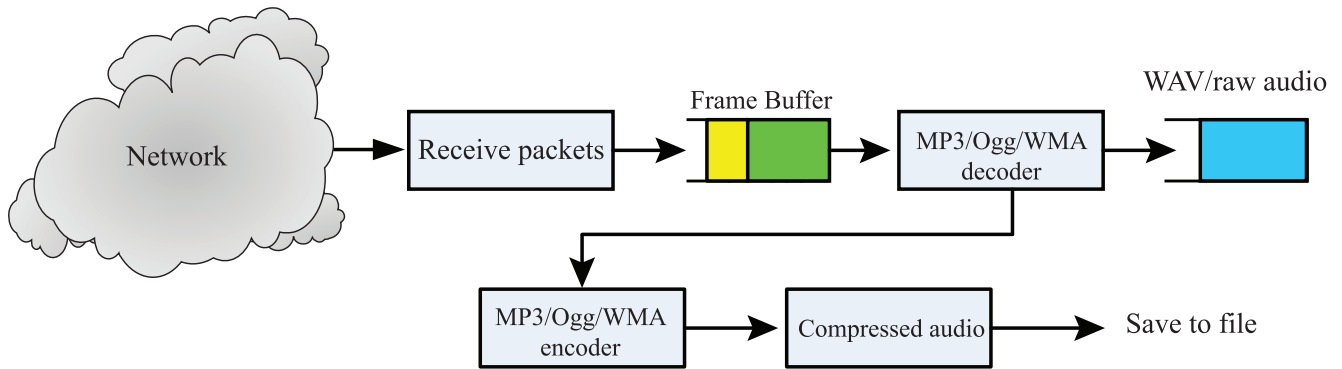 WAV/raw audio
Frame Buffer
Network
Receive packets
MP3/Ogg/WMA
decoder
MP3/Ogg/WMA
encoder
Compressed audio
Save to file